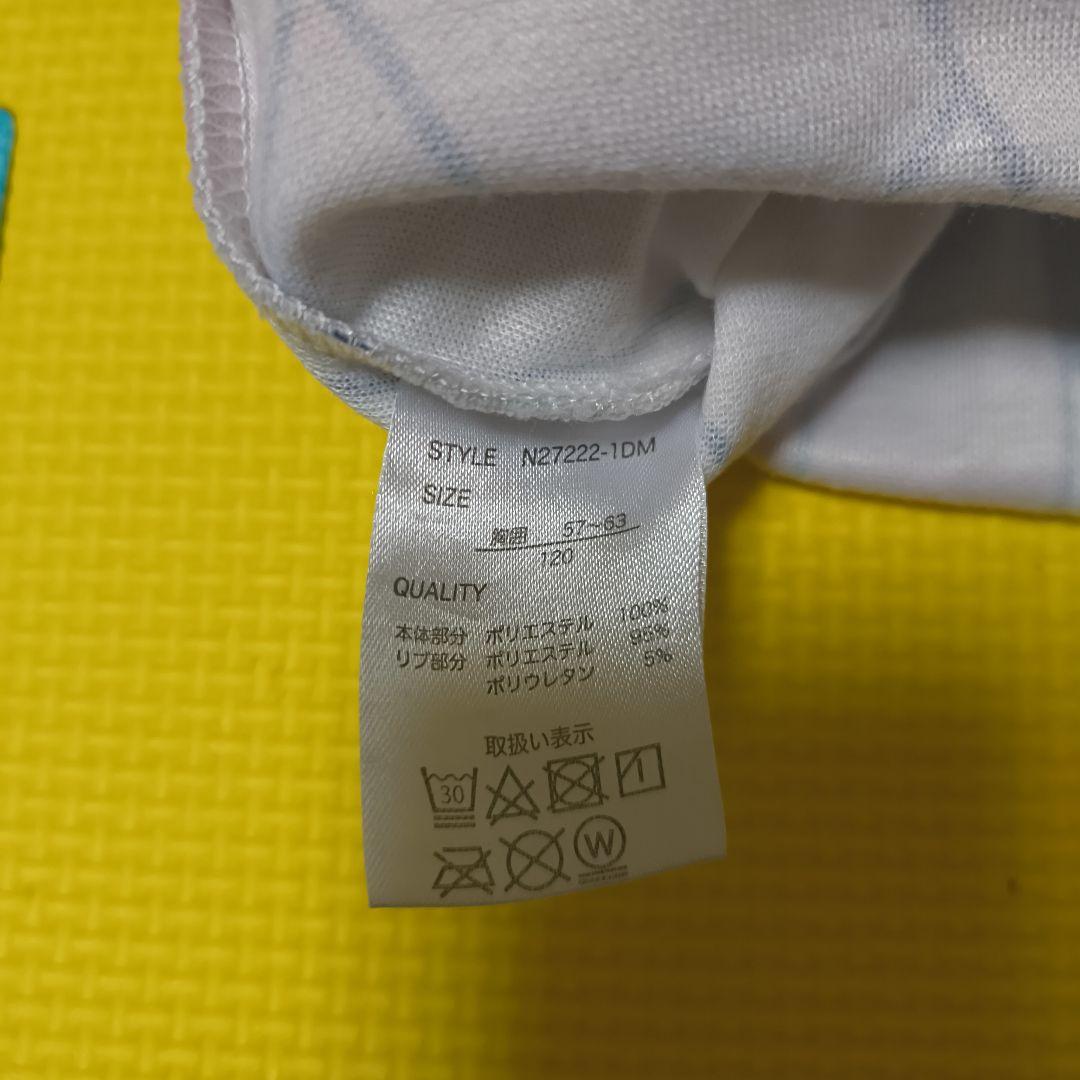 STYLE N27222-1DM
SIZE
胸囲 57~63
120
QUALITY
本体部分 ポリエステル 100%
リブ部分 ポリエステル 95%
ポリウレタン 5%
取扱い表示
30
W